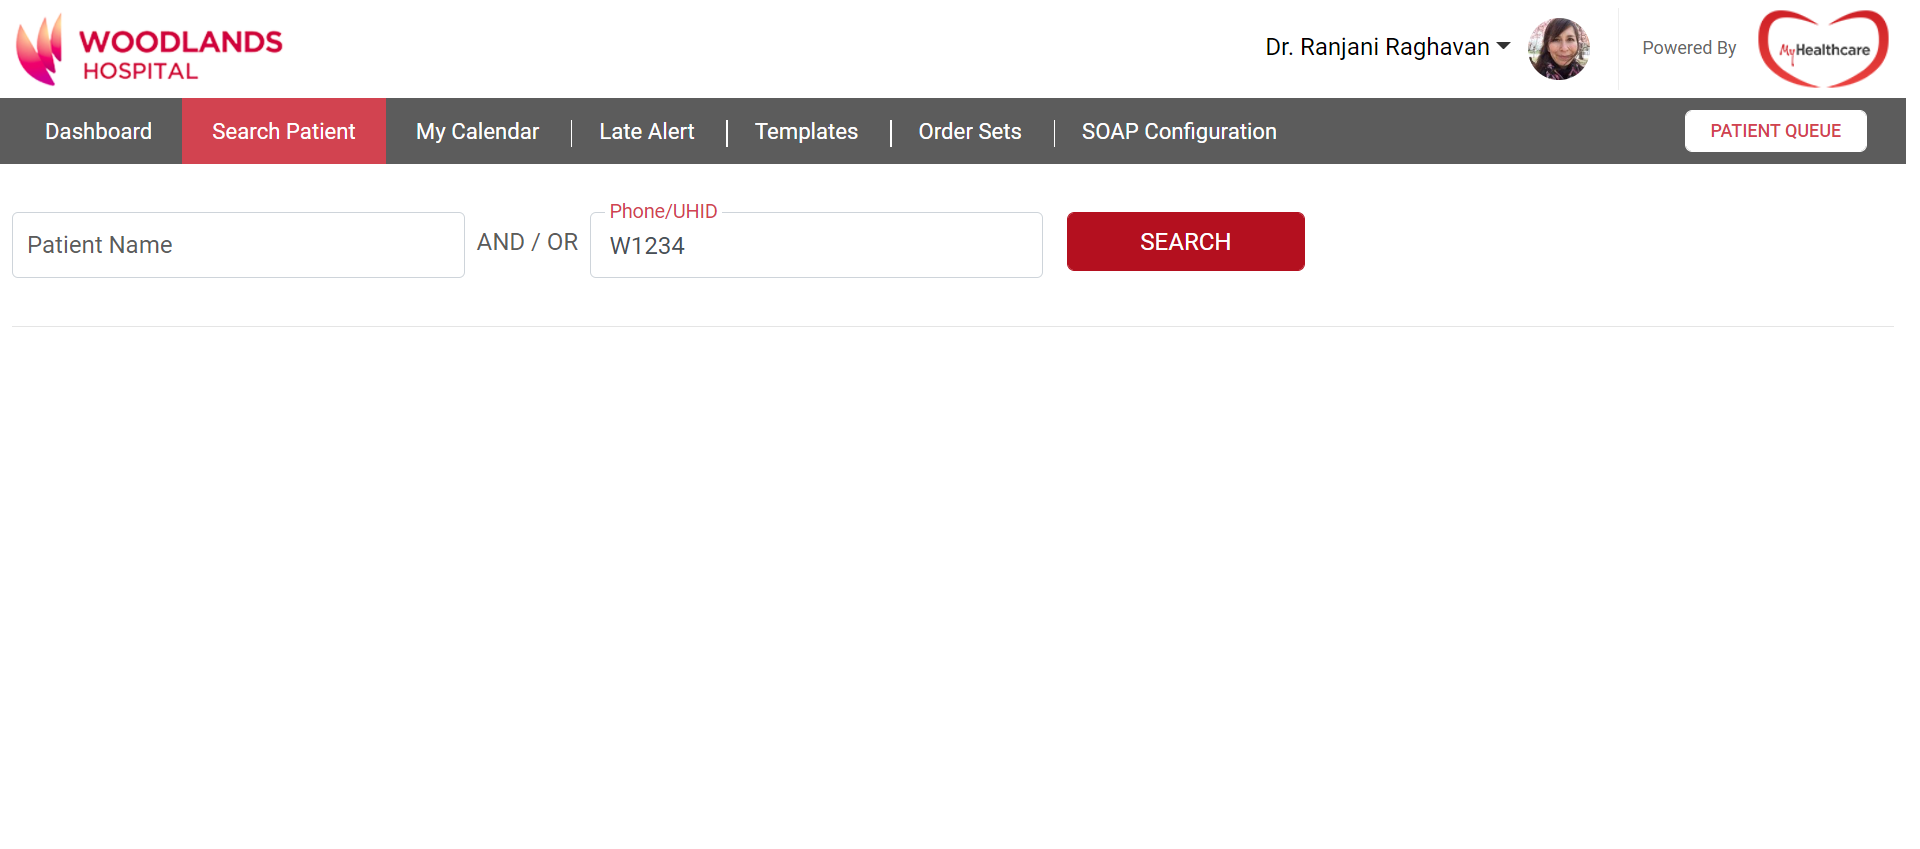 WOODLANDS
HOSPITAL
Dr. Ranjani Raghavan
Powered By
MyHealthcare
Dashboard
Search Patient
My Calendar
Late Alert
Templates
Order Sets
SOAP Configuration
PATIENT QUEUE
Patient Name
AND / OR
Phone/UHID
W1234
SEARCH